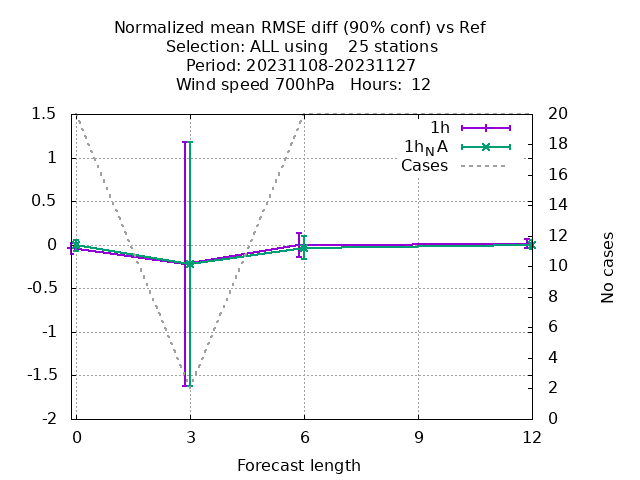 Normalized mean RMSE diff (90% conf) vs Ref
Selection: ALL using    25 stations
Period: 20231108-20231127
Wind speed 700hPa   Hours:  12
1.5
1
0.5
0
-0.5
-1
-1.5
-2
20
18
16
14
12
10
8
6
4
2
0
1h
1h_NA
Cases
No cases
0 3 6 9 12
Forecast length